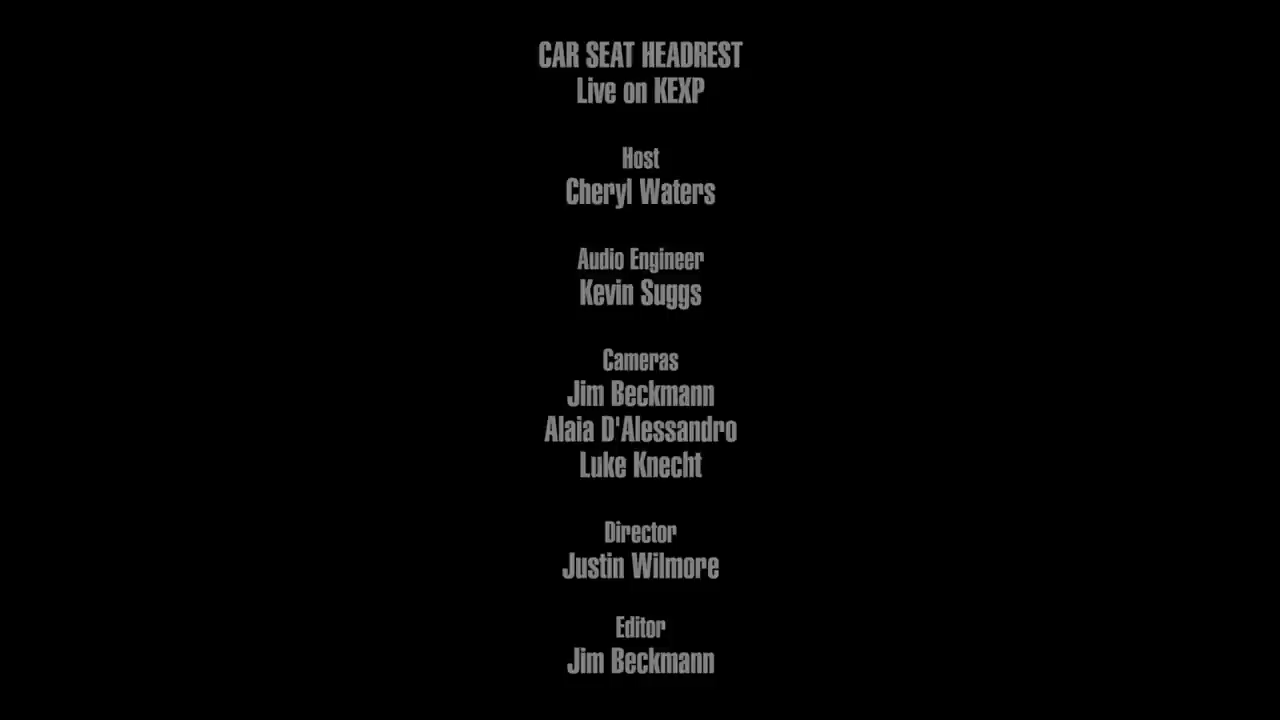 CAR SEAT HEADREST
Live on KEXP
Host
Cheryl Waters
Audio Engineer
Kevin Suggs
Cameras
Jim Beckmann
Alaia D'Alessandro
Luke Knecht
Director
Justin Wilmore
Editor
Jim Beckmann